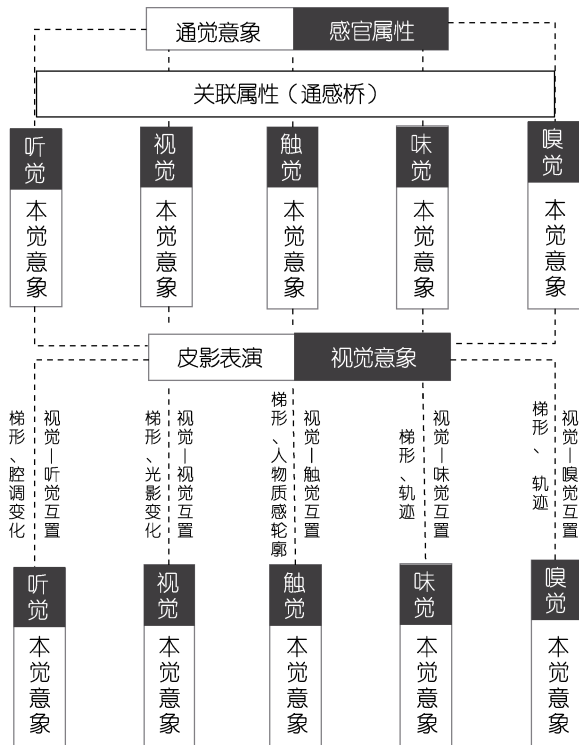 通觉意象 感官属性
关联属性（通感桥）
听觉 本觉意象
视觉 本觉意象
触觉 本觉意象
味觉 本觉意象
嗅觉 本觉意象
皮影表演 视觉意象
梯形、腔调变化
视觉—听觉互置
梯形、光影变化
视觉—视觉互置
梯形、人物质感轮廓
视觉—触觉互置
梯形、轨迹
视觉—味觉互置
梯形、轨迹
视觉—嗅觉互置
听觉 本觉意象
视觉 本觉意象
触觉 本觉意象
味觉 本觉意象
嗅觉 本觉意象